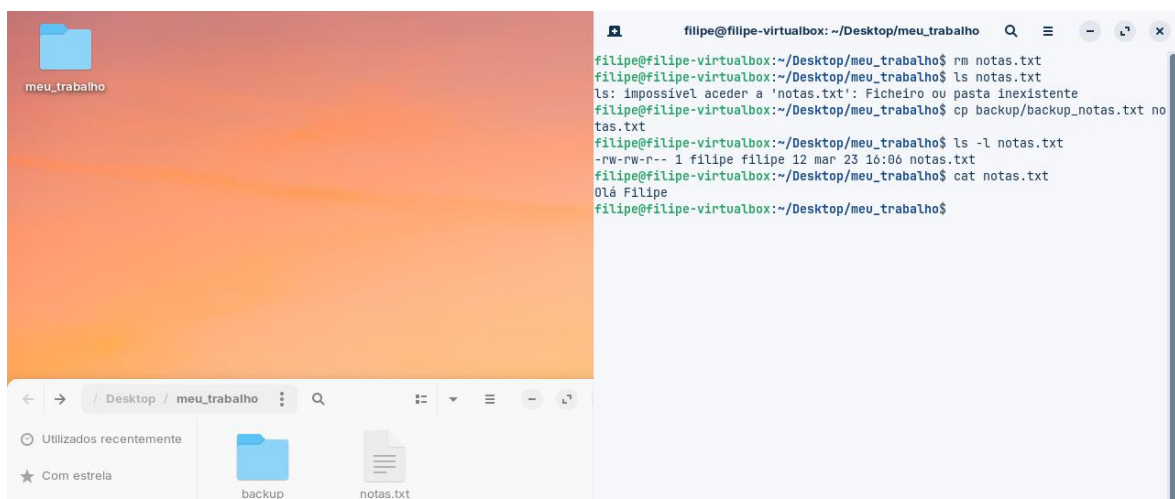 meu_trabalho
filipe@filipe-virtualbox: ~/Desktop/meu_trabalho
filipe@filipe-virtualbox:~/Desktop/meu_trabalho$ rm notas.txt
filipe@filipe-virtualbox:~/Desktop/meu_trabalho$ ls notas.txt
ls: impossível aceder a 'notas.txt': Ficheiro ou pasta inexistente
filipe@filipe-virtualbox:~/Desktop/meu_trabalho$ cp backup/backup_notas.txt no
tas.txt
filipe@filipe-virtualbox:~/Desktop/meu_trabalho$ ls -l notas.txt
-rw-rw-r-- 1 filipe filipe 12 mar 23 16:06 notas.txt
filipe@filipe-virtualbox:~/Desktop/meu_trabalho$ cat notas.txt
Olá Filipe
filipe@filipe-virtualbox:~/Desktop/meu_trabalho$
/ Desktop / meu_trabalho
Utilizados recentemente
Com estrela
backup
notas.txt